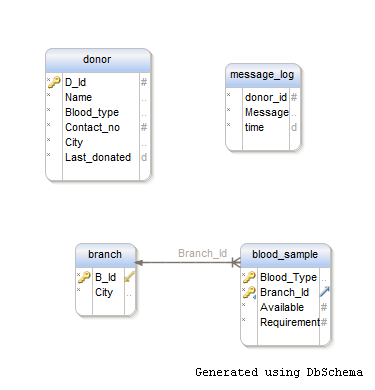 donor
D_Id #
Name ..
Blood_type ..
Contact_no #
City ..
Last_donated d
message_log
donor_id #
Message ..
time d
branch
B_Id
City ..
Branch_Id
blood_sample
Blood_Type ..
Branch_Id
Available #
Requirement #
Generated using DbSchema